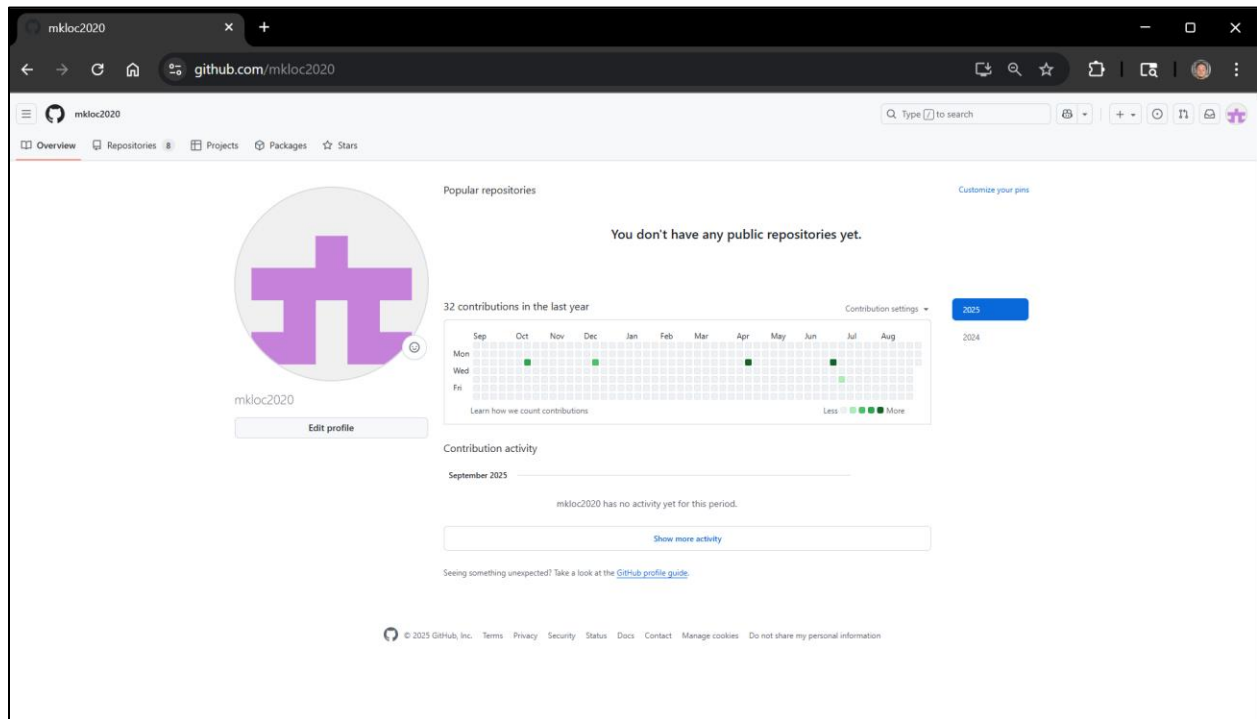 mkloc2020
github.com/mkloc2020
mkloc2020
Type / to search
Overview Repositories 8 Projects Packages Stars
Popular repositories
Customize your pins
You don't have any public repositories yet.
32 contributions in the last year
Contribution settings
2025
2024
Sep Oct Nov Dec Jan Feb Mar Apr May Jun Jul Aug
Mon
Wed
Fri
Learn how we count contributions
Less More
mkloc2020
Edit profile
Contribution activity
September 2025
mkloc2020 has no activity yet for this period.
Show more activity
Seeing something unexpected? Take a look at the GitHub profile guide.
© 2025 GitHub, Inc. Terms Privacy Security Status Docs Contact Manage cookies Do not share my personal information